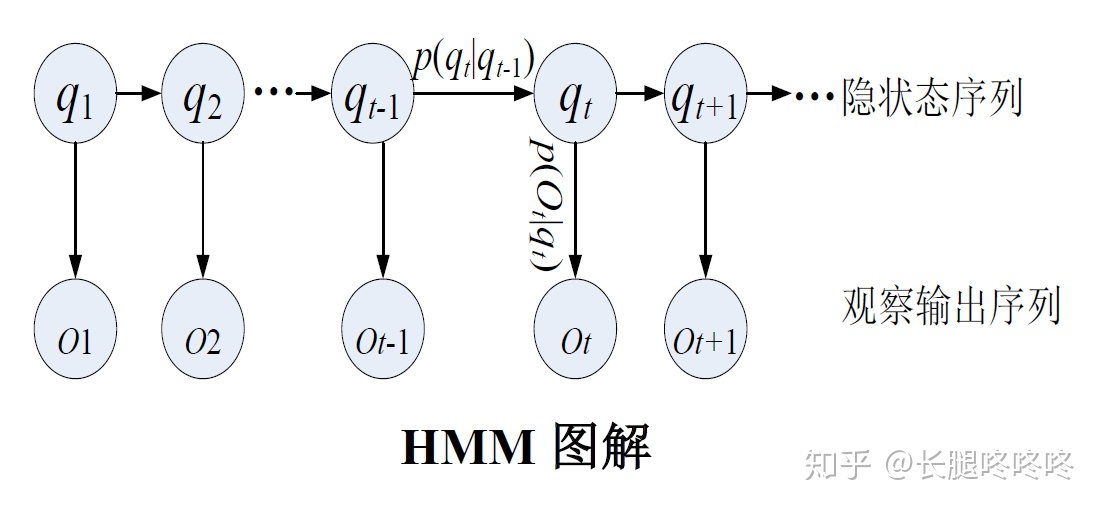 q1 q2 ··· qt-1 p(qt|qt-1) qt qt+1 ··· 隐状态序列
p(Ot|qt)
O1 O2 Ot-1 Ot Ot+1 观察输出序列
HMM 图解
知乎 @长腿咚咚咚